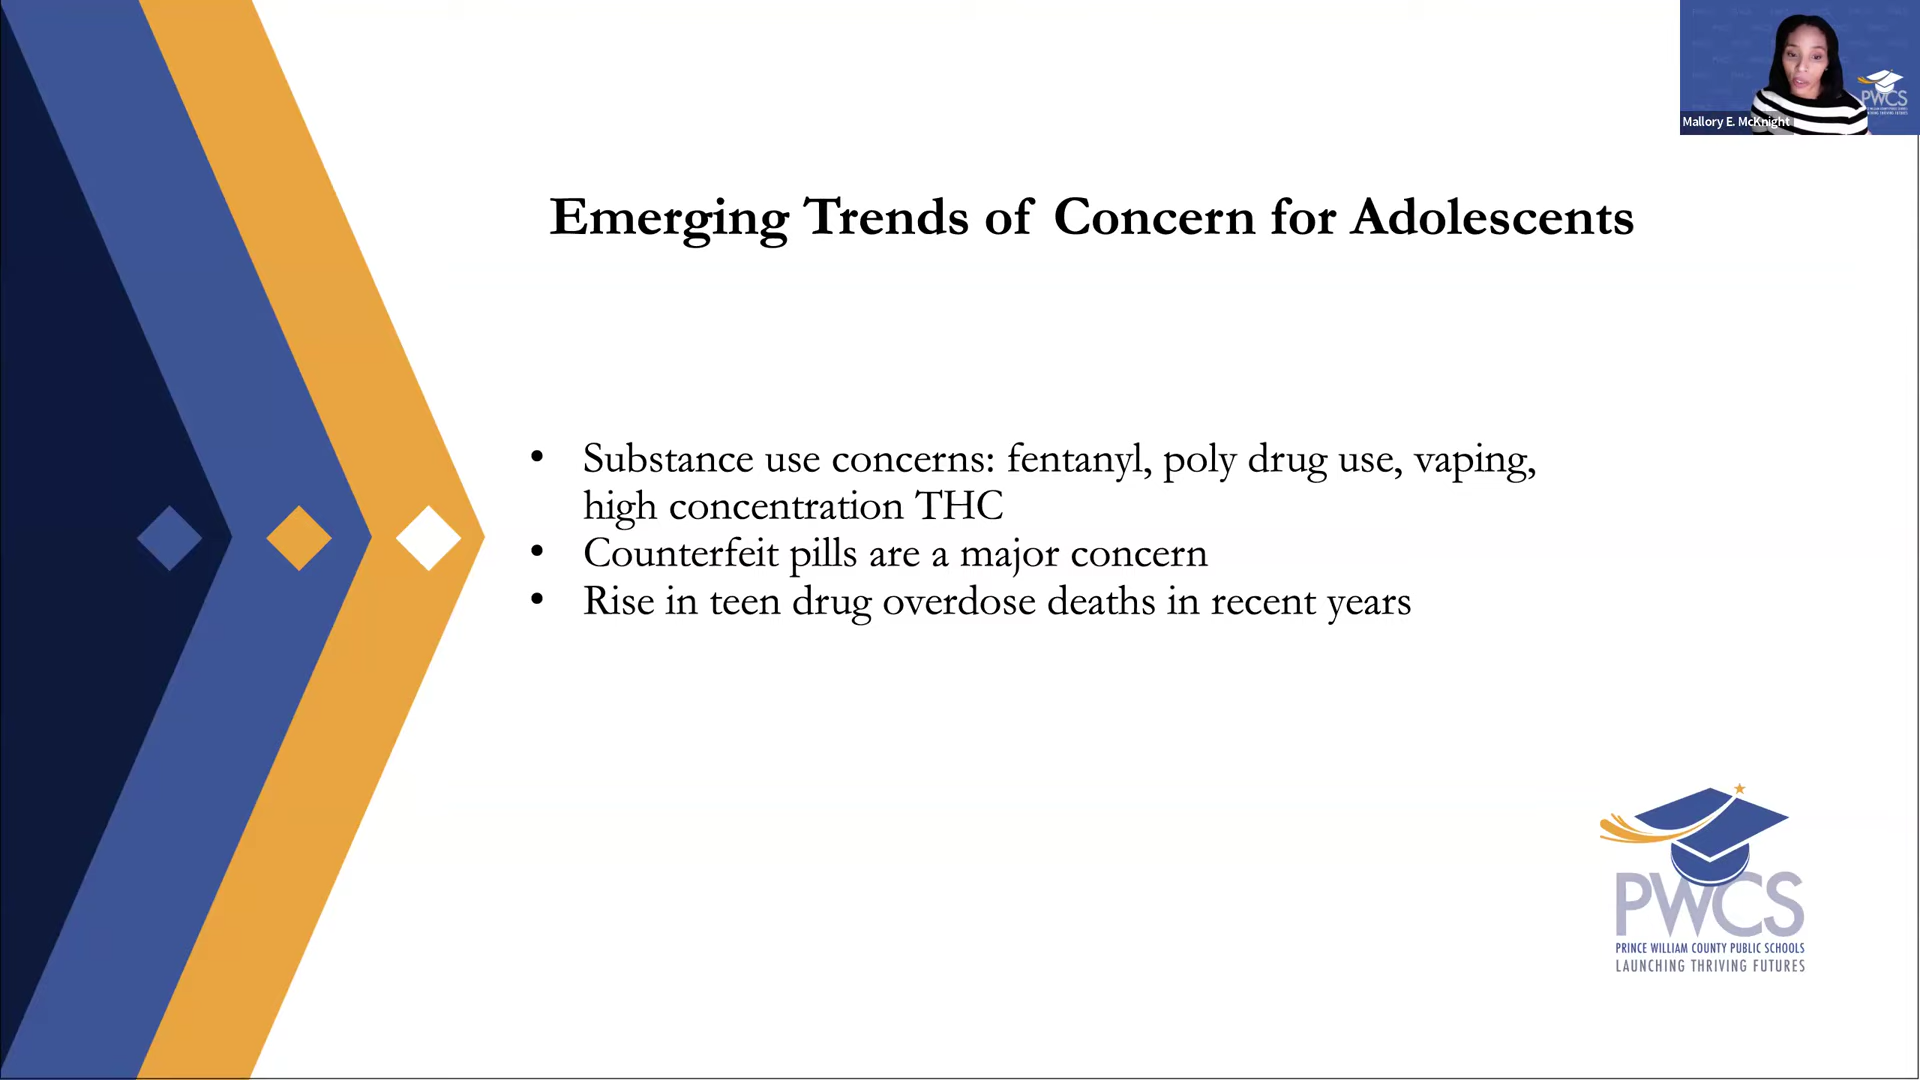 PWCS
Mallory E. McKnight
Emerging Trends of Concern for Adolescents
• Substance use concerns: fentanyl, poly drug use, vaping,
high concentration THC
• Counterfeit pills are a major concern
• Rise in teen drug overdose deaths in recent years
PWCS
PRINCE WILLIAM COUNTY PUBLIC SCHOOLS
LAUNCHING THRIVING FUTURES